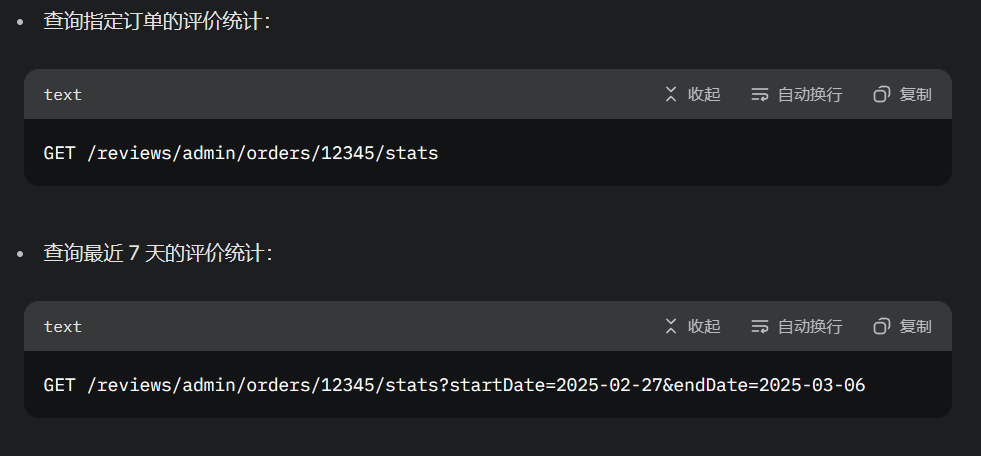 查询指定订单的评价统计：
text 收起 自动换行 复制
GET /reviews/admin/orders/12345/stats
查询最近 7 天的评价统计：
text 收起 自动换行 复制
GET /reviews/admin/orders/12345/stats?startDate=2025-02-27&endDate=2025-03-06